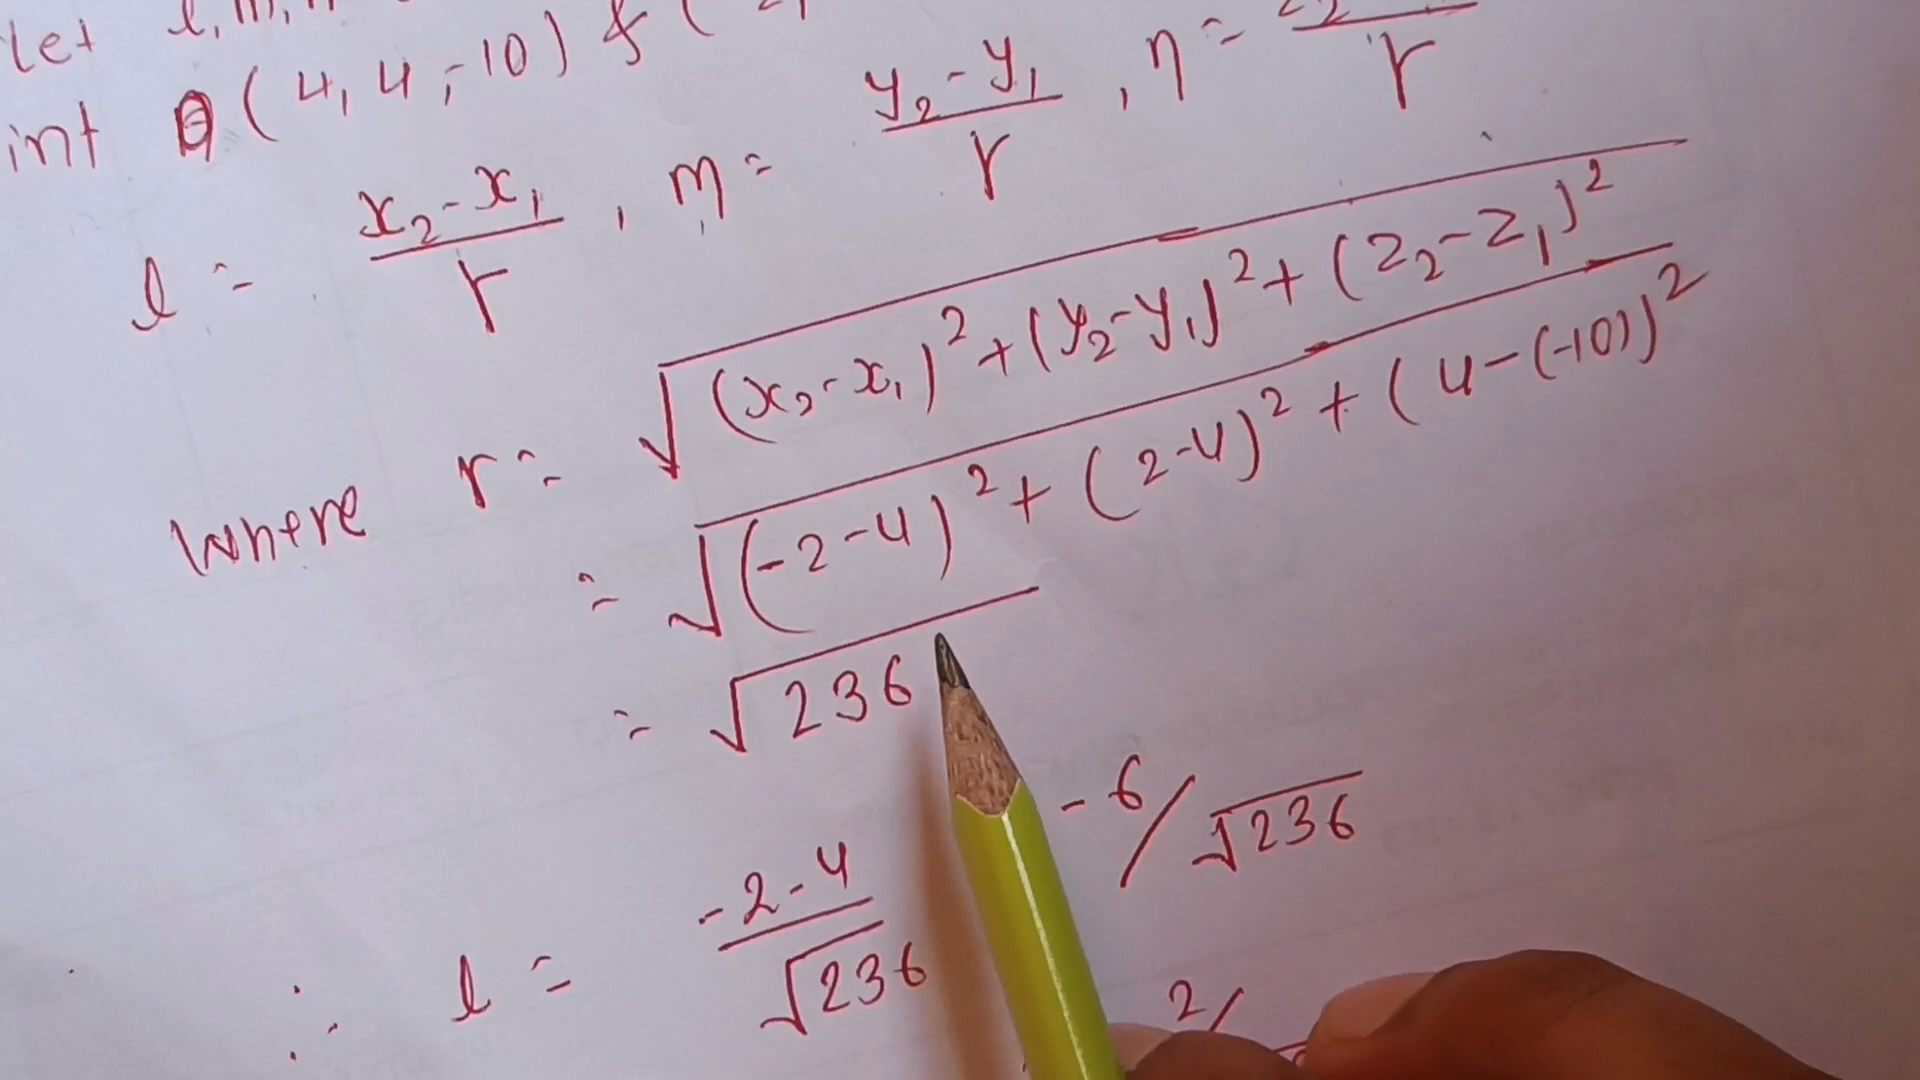 let l, m,
int Q(4, 4, -10) & (
l = x₂-x₁/r , m = y₂-y₁/r , n = /r
where r = √(x₂-x₁)²+(y₂-y₁)²+(z₂-z₁)²
= √(-2-4)²+(2-4)²+(4-(-10))²
= √236
∴ l = -2-4/√236 -6/√236
2/